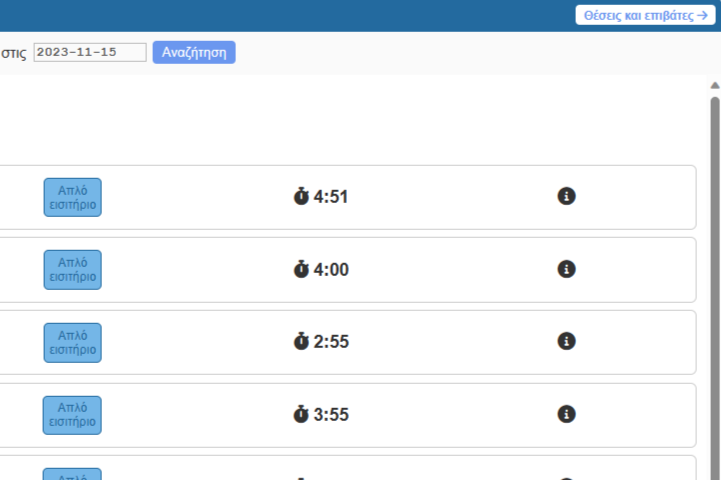 Θέσεις και επιβάτες →
στις 2023-11-15 Αναζήτηση
Απλό
εισιτήριο
4:51
Απλό
εισιτήριο
4:00
Απλό
εισιτήριο
2:55
Απλό
εισιτήριο
3:55
Απλό